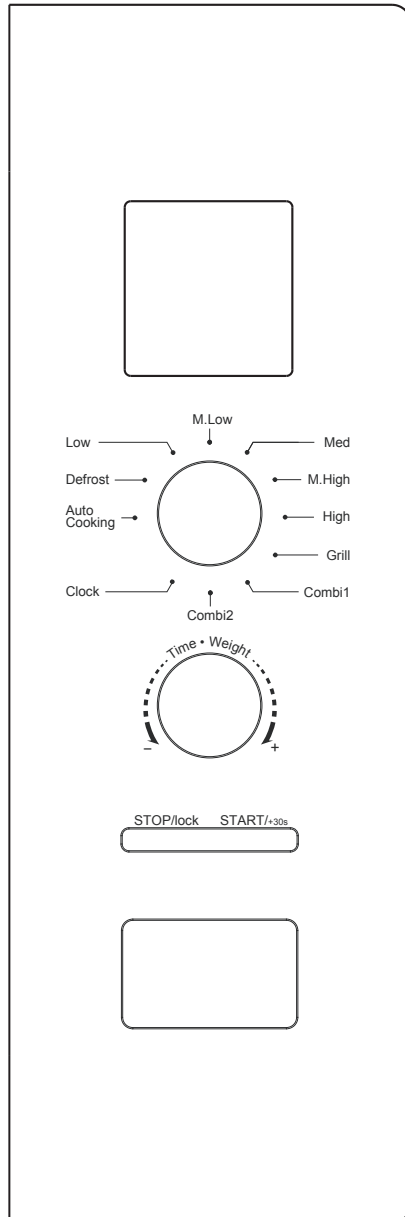 M.Low
Low
Med
Defrost
M.High
Auto
Cooking
High
Grill
Clock
Combi1
Combi2
Time • Weight
− +
STOP/lock START/+30s